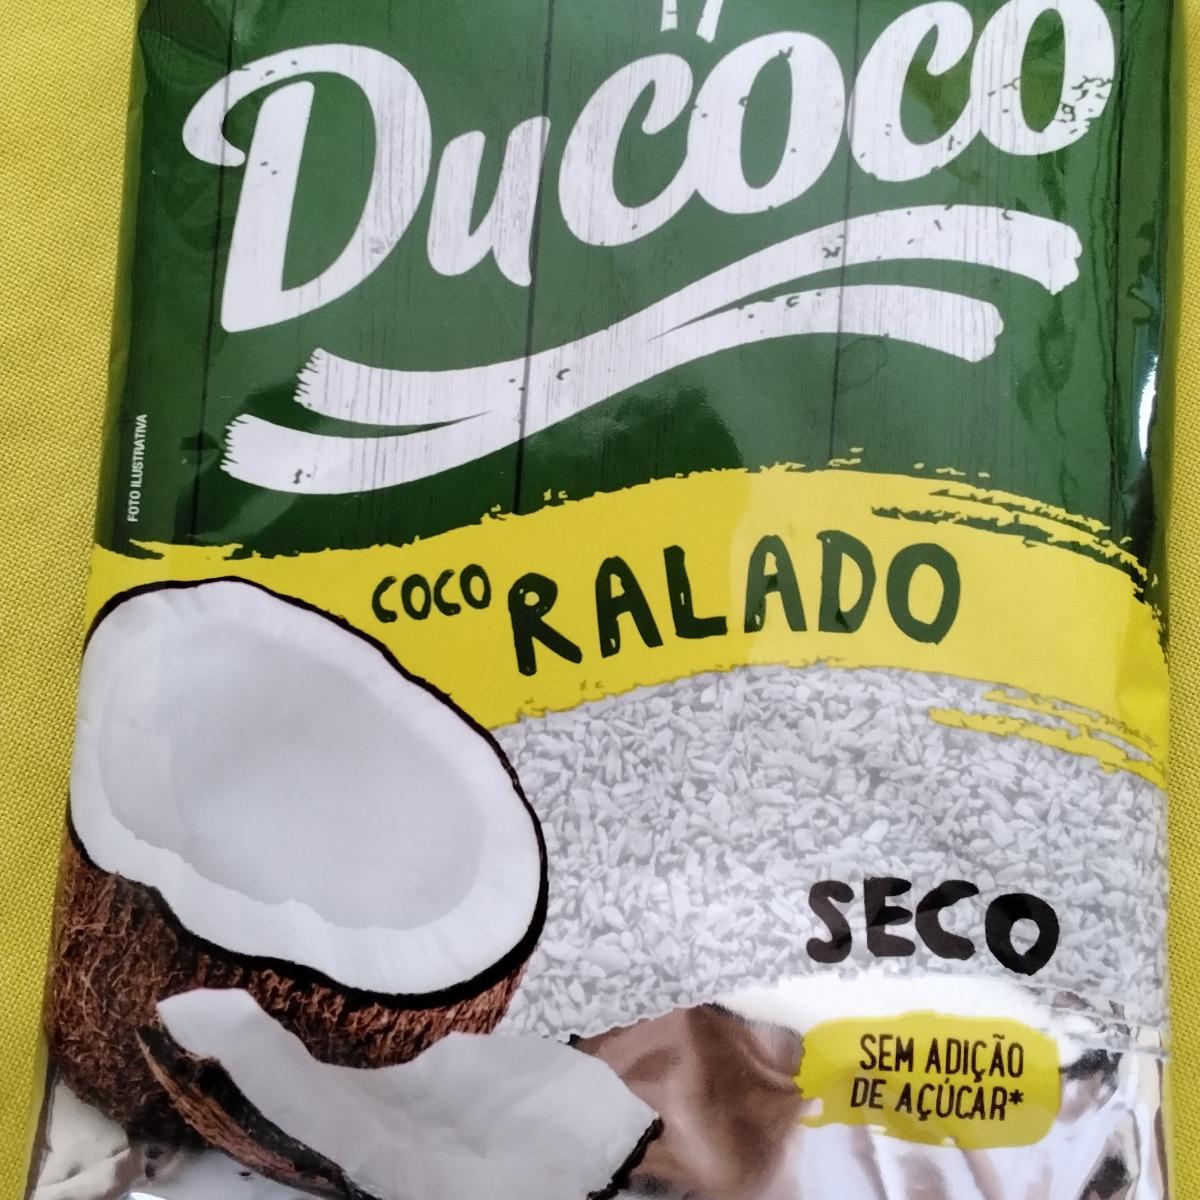 Ducoco
FOTO ILUSTRATIVA
COCO RALADO
SECO
SEM ADIÇÃO
DE AÇÚCAR*